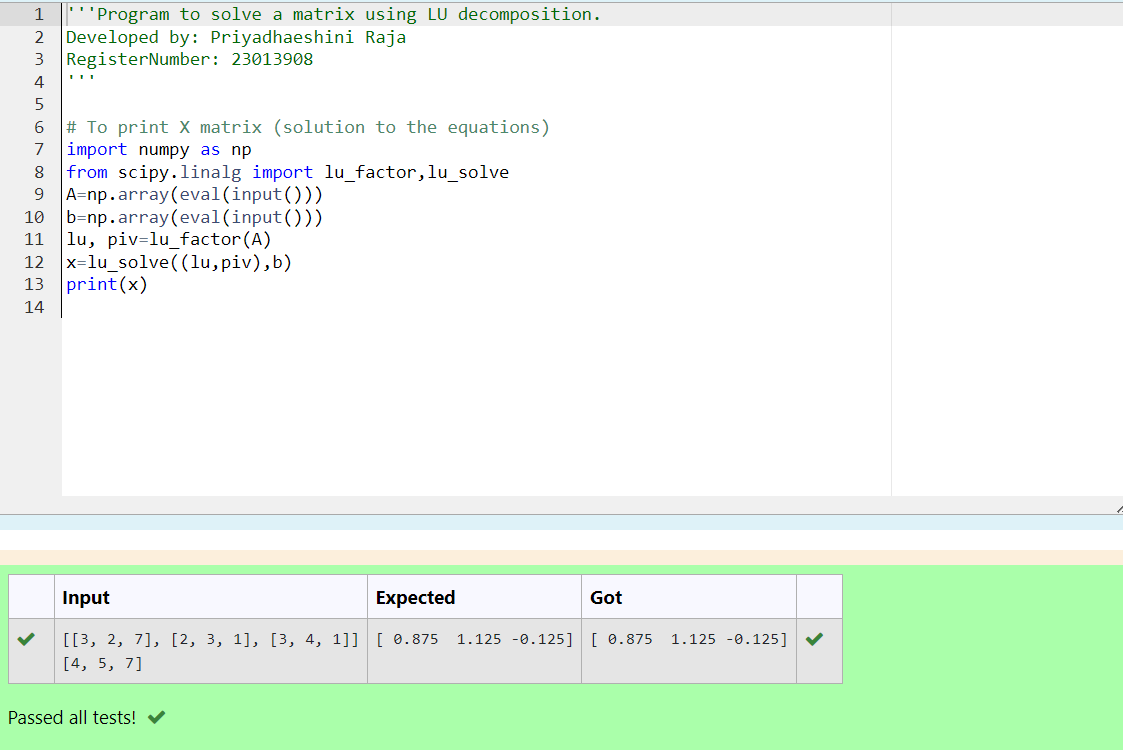 1 '''Program to solve a matrix using LU decomposition.
2 Developed by: Priyadhaeshini Raja
3 RegisterNumber: 23013908
4 '''
5
6 # To print X matrix (solution to the equations)
7 import numpy as np
8 from scipy.linalg import lu_factor,lu_solve
9 A=np.array(eval(input()))
10 b=np.array(eval(input()))
11 lu, piv=lu_factor(A)
12 x=lu_solve((lu,piv),b)
13 print(x)
14
Input Expected Got
[[3, 2, 7], [2, 3, 1], [3, 4, 1]] [ 0.875  1.125 -0.125] [ 0.875  1.125 -0.125]
[4, 5, 7]
Passed all tests!